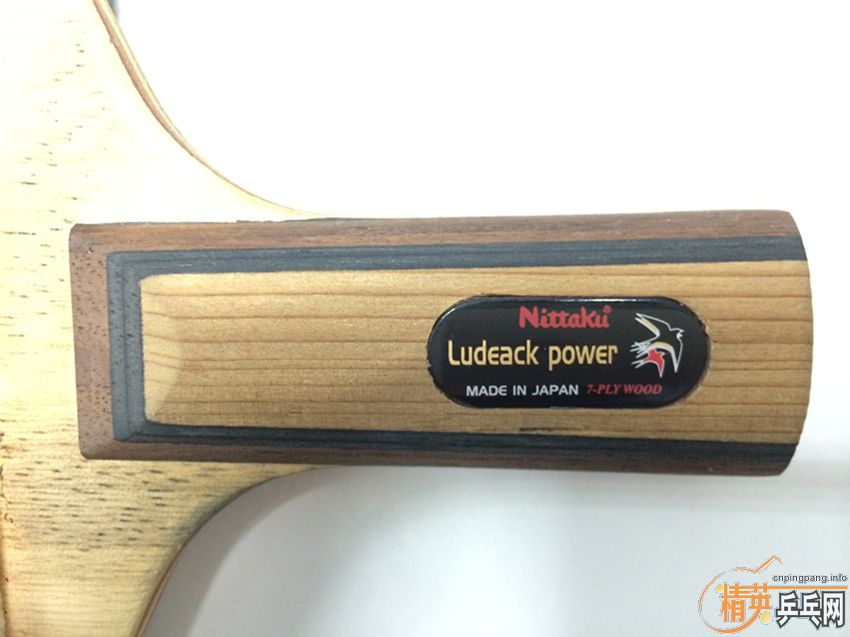 Nittaku®
Ludeack power
MADE IN JAPAN 7-PLY WOOD
cnpingpang.info
精英乒乓网